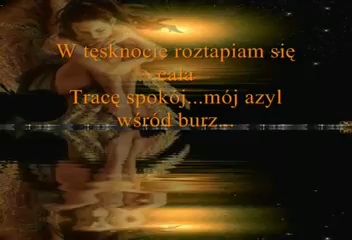 W tęsknocie roztapiam się
cała
Tracę spokój...mój azyl
wśród burz...